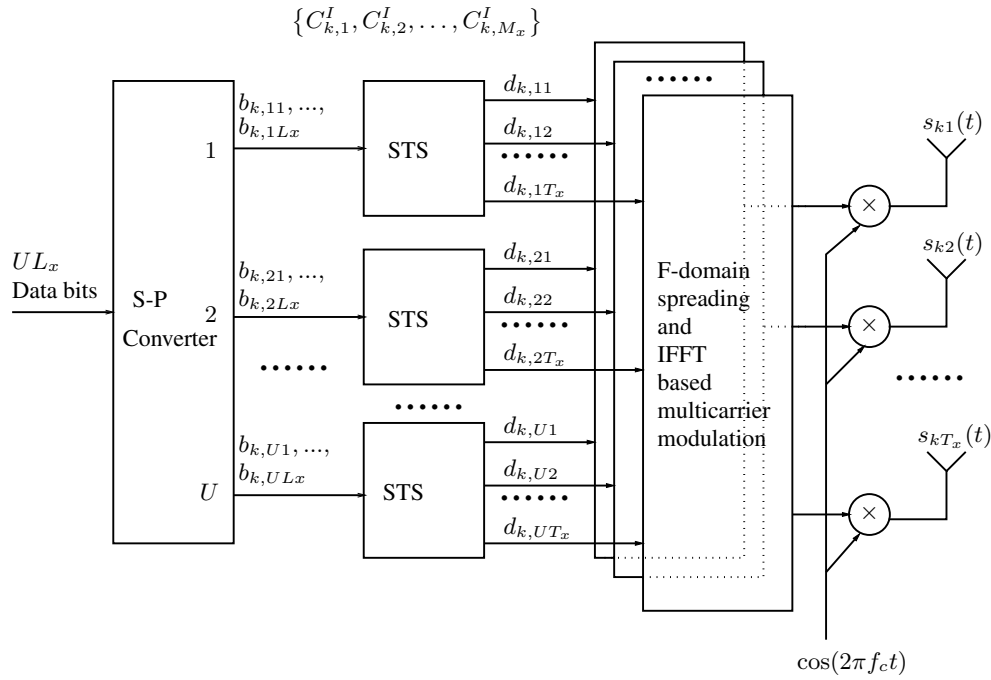 {C^I_{k,1}, C^I_{k,2}, . . . , C^I_{k,M_x}}
UL_x
Data bits
S-P
Converter
1
2
U
b_{k,11}, ...,
b_{k,1Lx}
b_{k,21}, ...,
b_{k,2Lx}
b_{k,U1}, ...,
b_{k,ULx}
STS
STS
STS
d_{k,11}
d_{k,12}
d_{k,1T_x}
d_{k,21}
d_{k,22}
d_{k,2T_x}
d_{k,U1}
d_{k,U2}
d_{k,UT_x}
F-domain
spreading
and
IFFT
based
multicarrier
modulation
×
×
×
s_{k1}(t)
s_{k2}(t)
s_{kT_x}(t)
cos(2πf_ct)